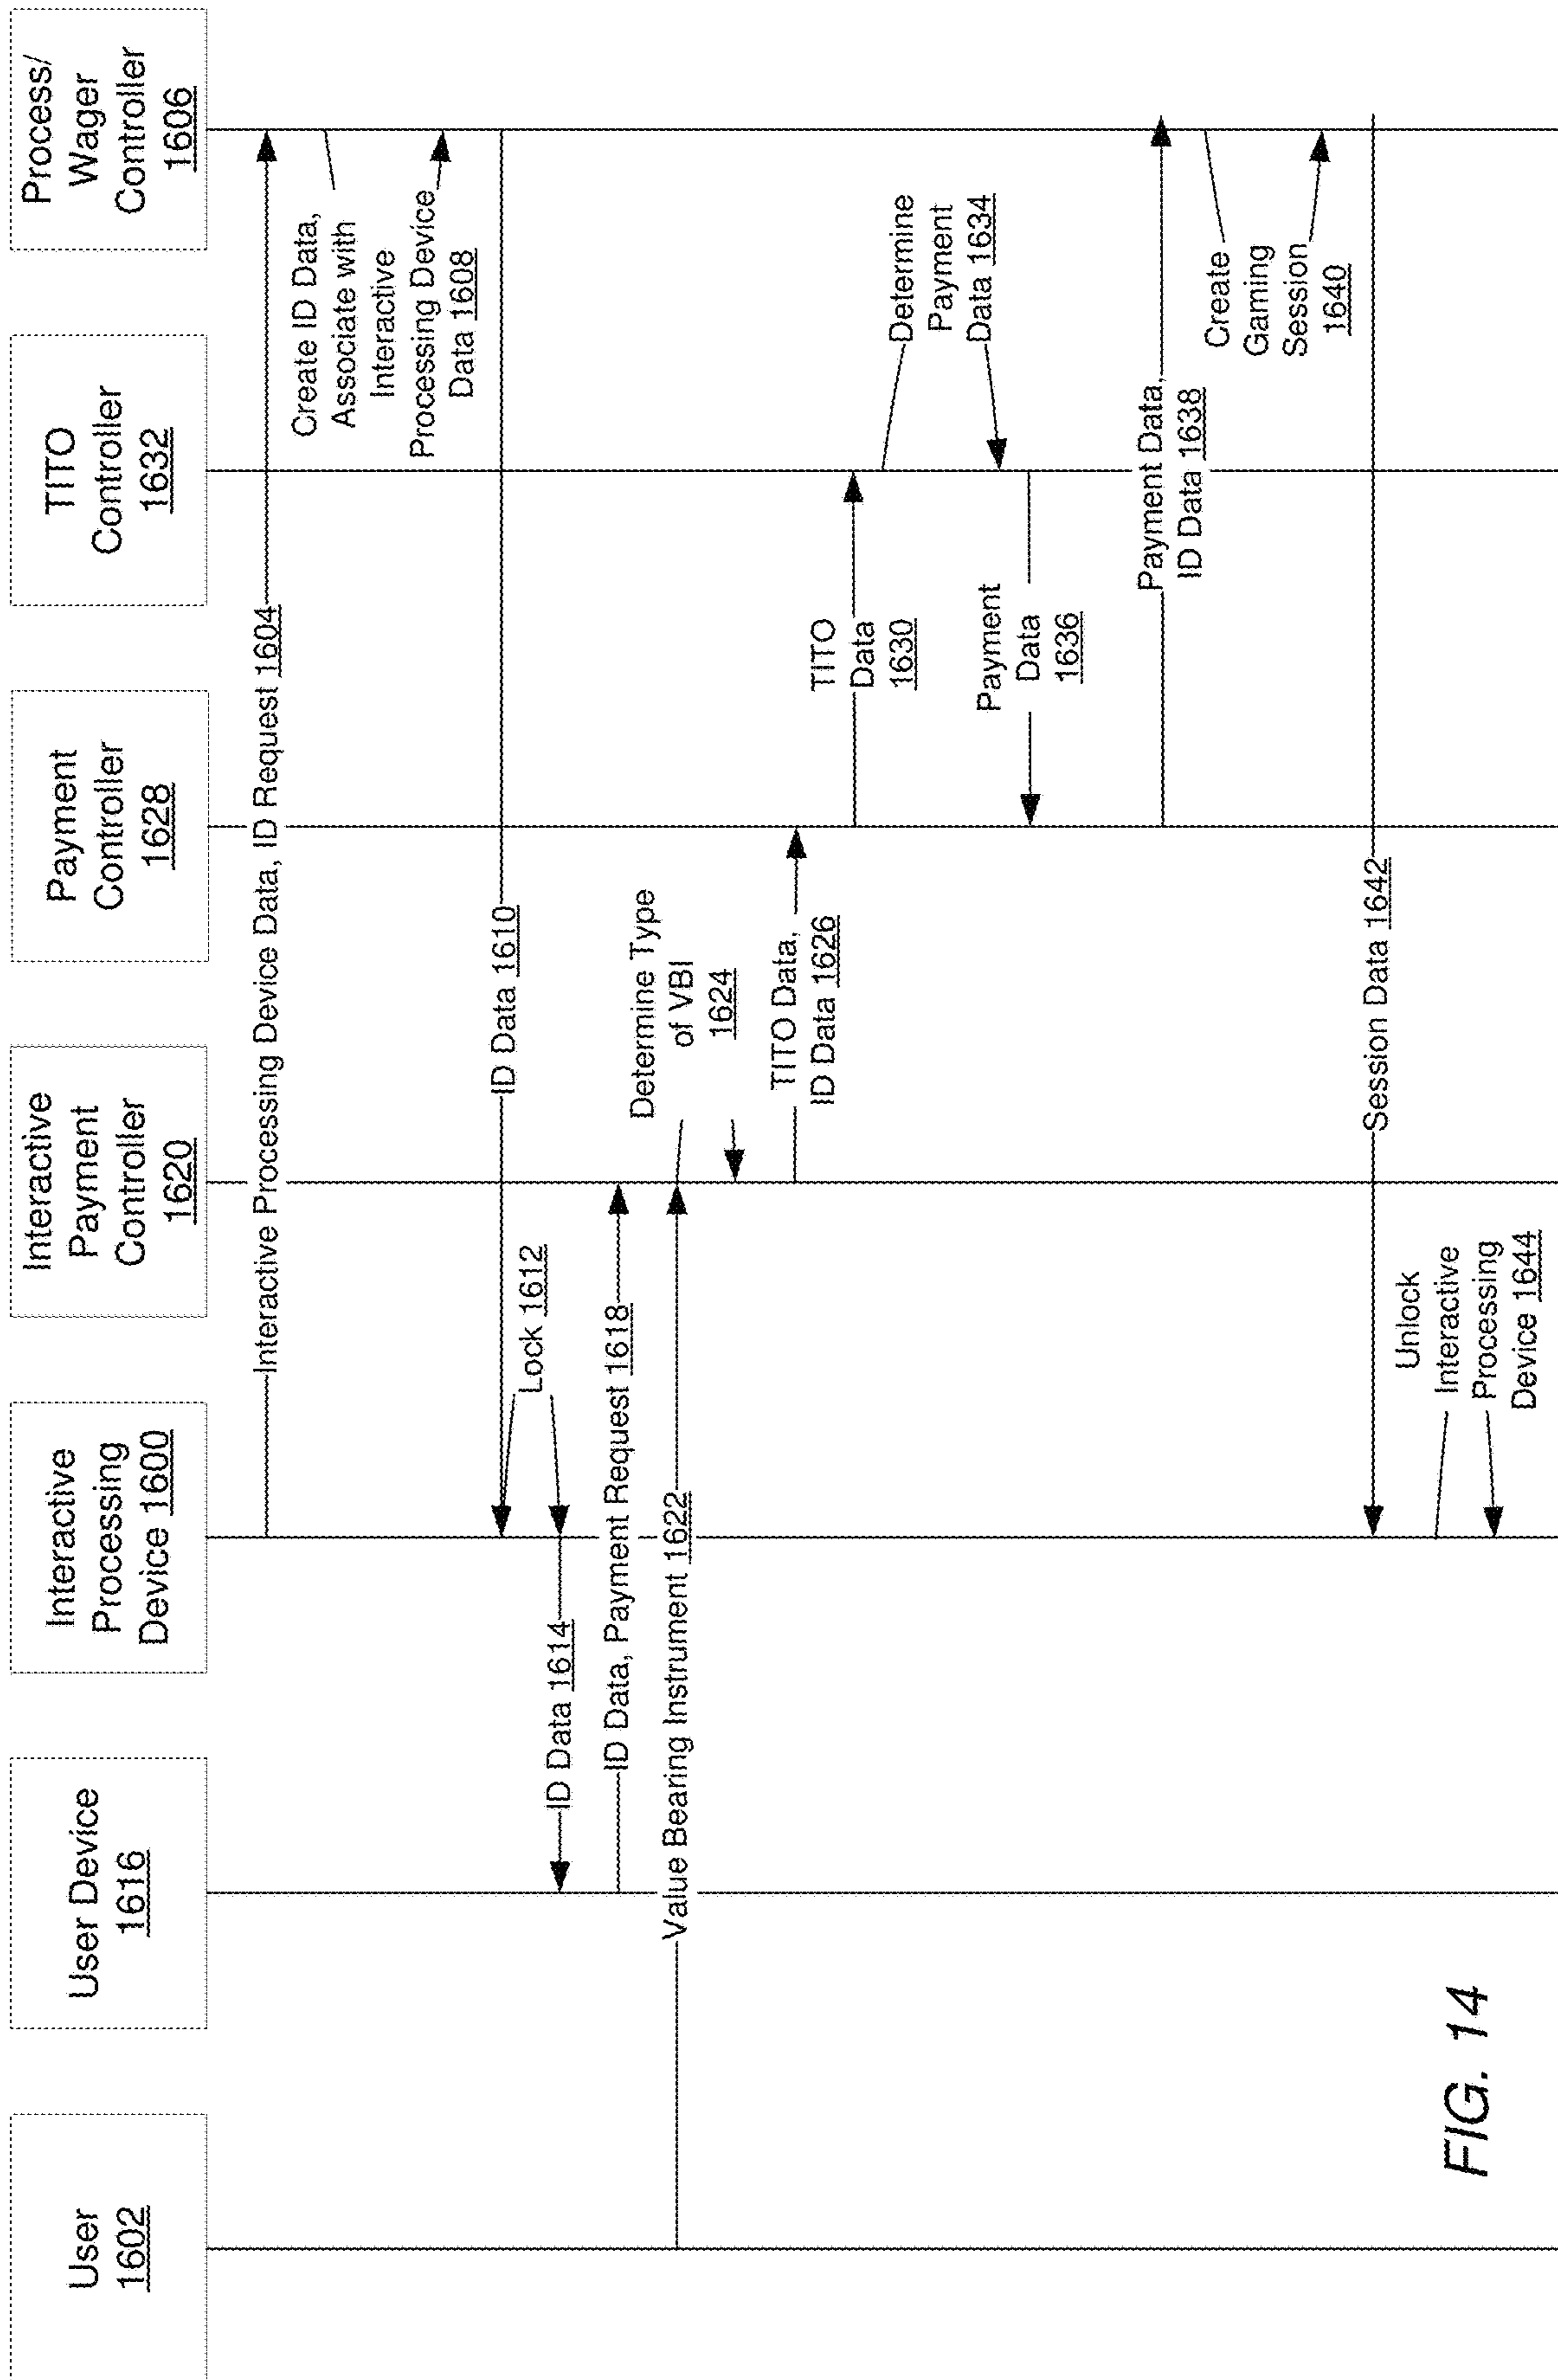 User
1602
User Device
1616
Interactive
Processing
Device 1600
Interactive
Payment
Controller
1620
Payment
Controller
1628
TITO
Controller
1632
Process/
Wager
Controller
1606
Interactive Processing Device Data, ID Request 1604
Create ID Data,
Associate with
Interactive
Processing Device
Data 1608
ID Data 1610
Lock 1612
ID Data 1614
ID Data, Payment Request 1618
Value Bearing Instrument 1622
Determine Type
of VBI
1624
TITO Data,
ID Data 1626
TITO
Data
1630
Determine
Payment
Data 1634
Payment
Data
1636
Payment Data,
ID Data 1638
Create
Gaming
Session
1640
Session Data 1642
Unlock
Interactive
Processing
Device 1644
FIG. 14